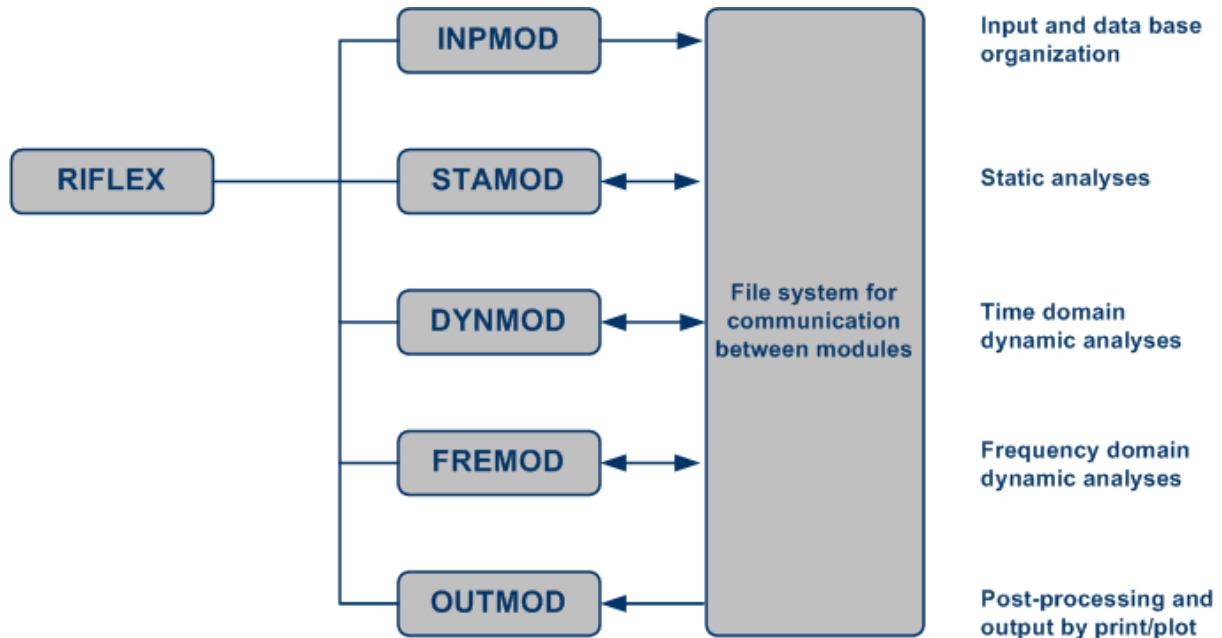 INPMOD
Input and data base
organization
RIFLEX
STAMOD
Static analyses
DYNMOD
File system for
communication
between modules
Time domain
dynamic analyses
FREMOD
Frequency domain
dynamic analyses
OUTMOD
Post-processing and
output by print/plot